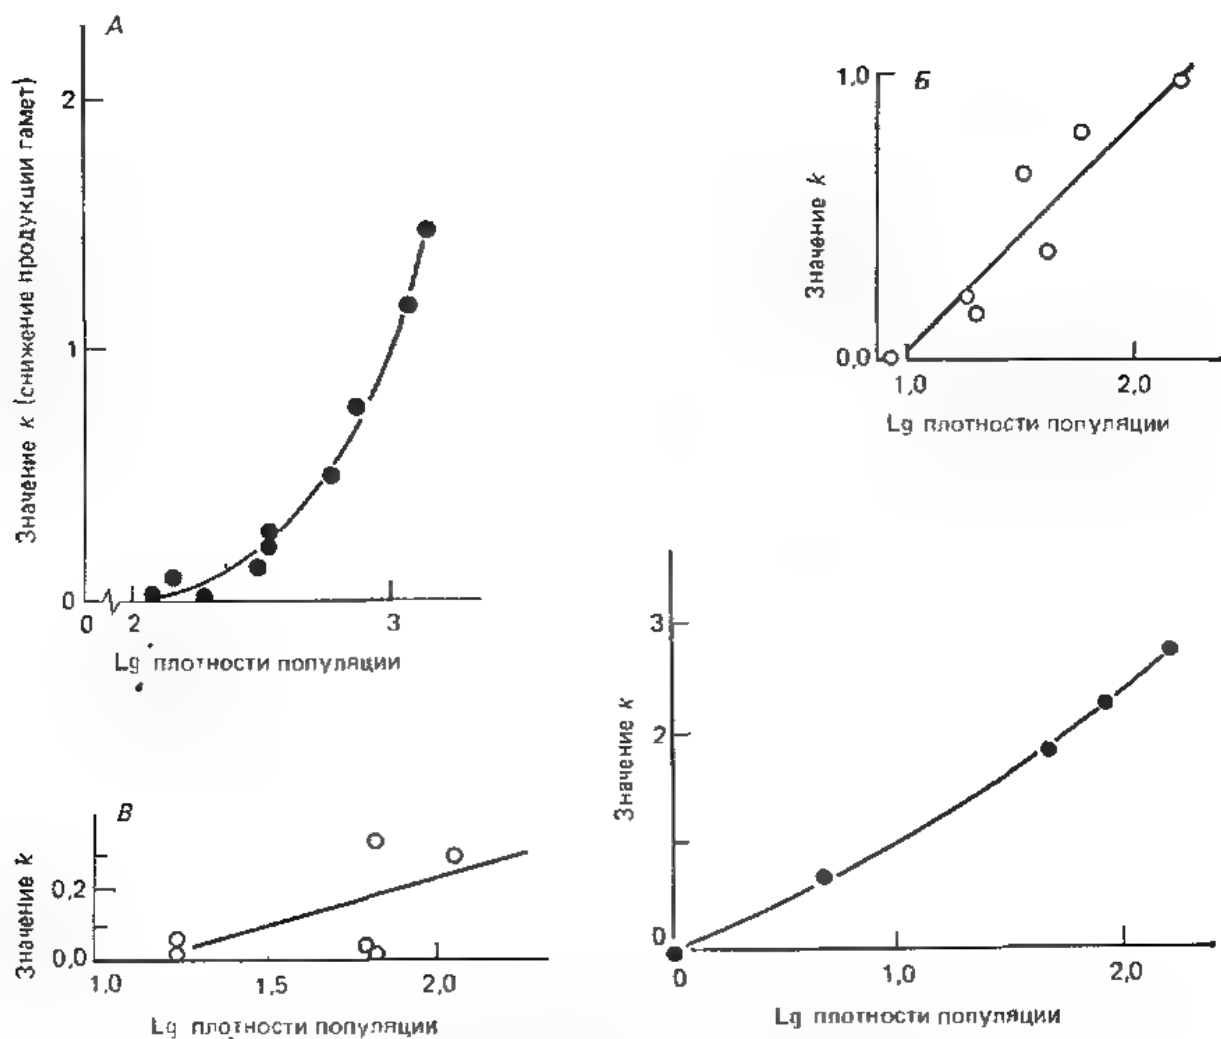 А
Значение к (снижение продукции гамет)
2
1
0
0 2 3
Lg плотности популяции
Б
Значение k
1,0
0,0
1,0 2,0
Lg плотности популяции
В
Значение k
0,2
0,0
1,0 1,5 2,0
Lg плотности популяции
Значение к
3
2
0
0 1,0 2,0
Lg плотности популяции